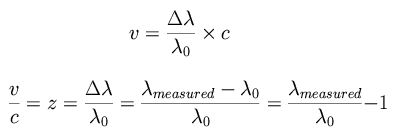 v = Δλ/λ₀ × c
v/c = z = Δλ/λ₀ = (λ_measured − λ₀)/λ₀ = λ_measured/λ₀ − 1